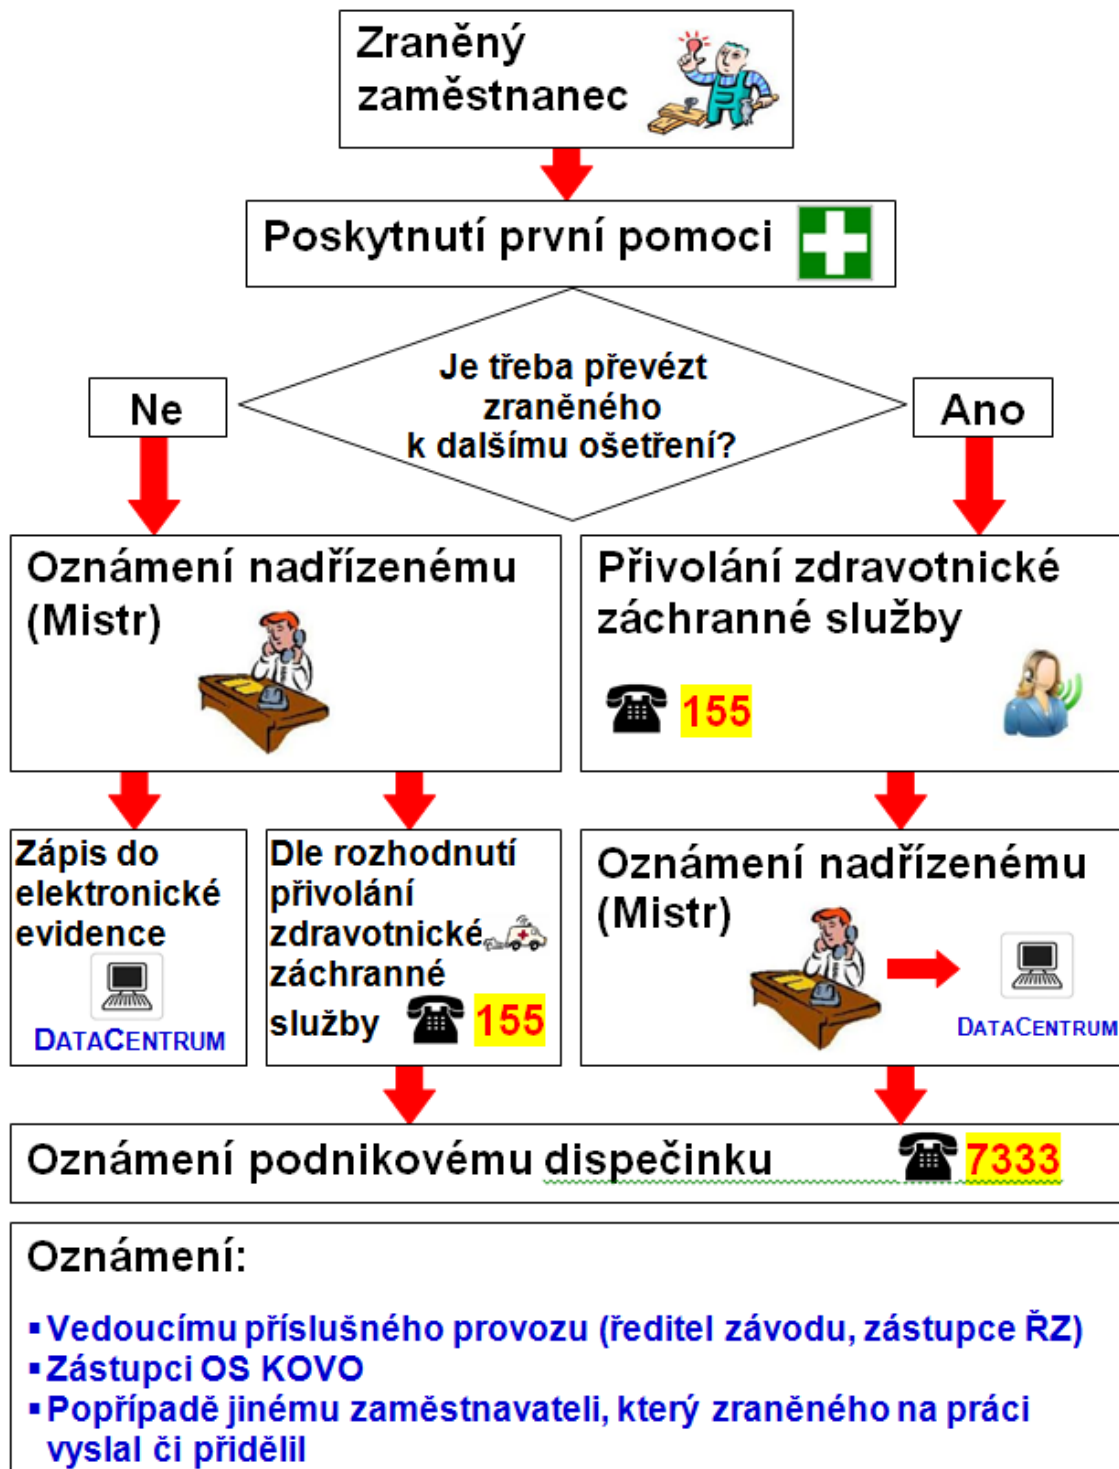 Zraněný
zaměstnanec
Poskytnutí první pomoci
Je třeba převézt
zraněného
k dalšímu ošetření?
Ne
Ano
Oznámení nadřízenému
(Mistr)
Přivolání zdravotnické
záchranné služby
155
Zápis do
elektronické
evidence
DATACENTRUM
Dle rozhodnutí
přivolání
zdravotnické
záchranné
služby 155
Oznámení nadřízenému
(Mistr)
DATACENTRUM
Oznámení podnikovému dispečinku 7333
Oznámení:
▪ Vedoucímu příslušného provozu (ředitel závodu, zástupce ŘZ)
▪ Zástupci OS KOVO
▪ Popřípadě jinému zaměstnavateli, který zraněného na práci
vyslal či přidělil